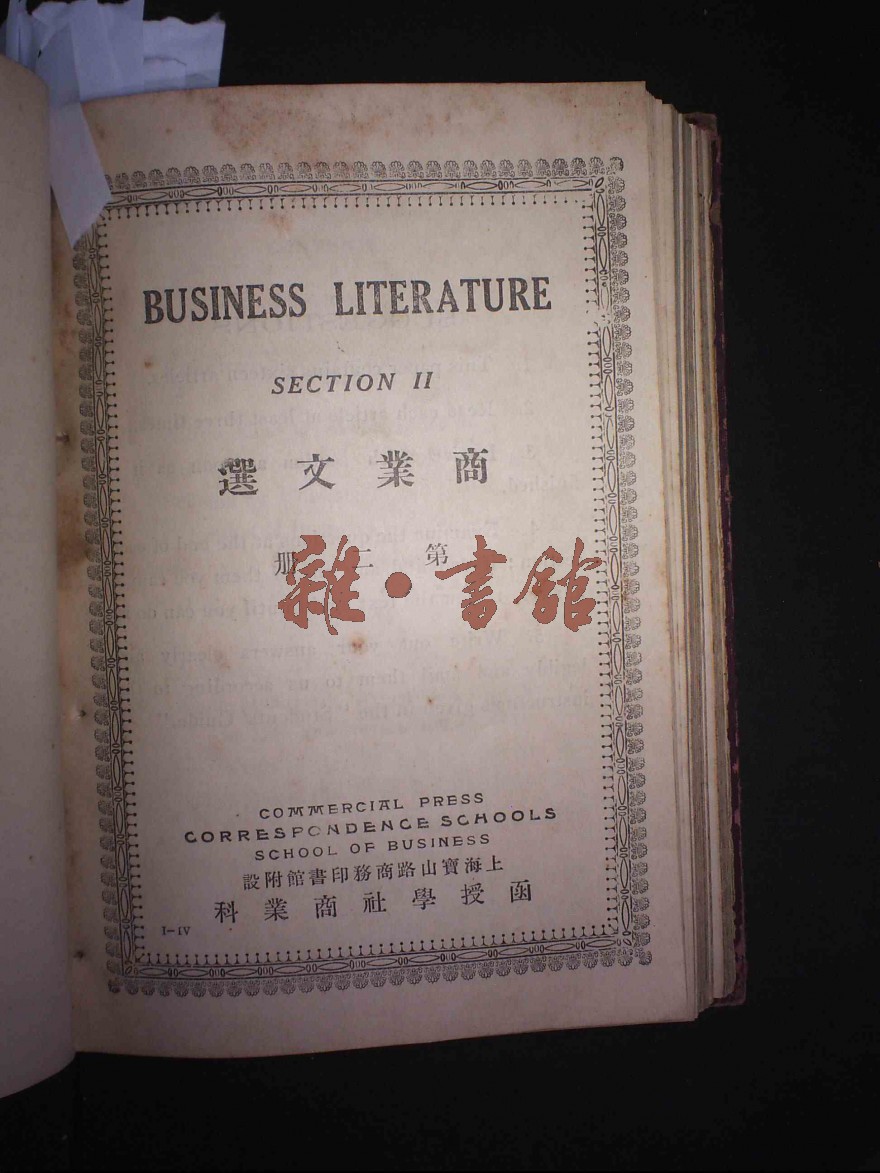 BUSINESS LITERATURE
SECTION II
商業文選
第二册
雜·書館
COMMERCIAL PRESS
CORRESPONDENCE SCHOOLS
SCHOOL OF BUSINESS
上海寶山路商務印書館附設
函授學社商業科
I-IV